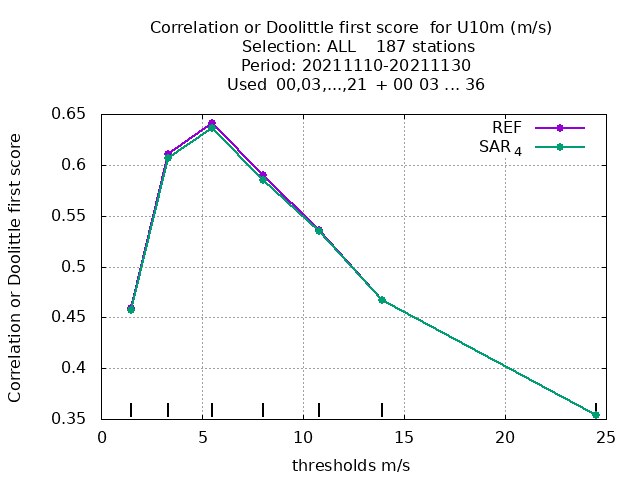 Correlation or Doolittle first score  for U10m (m/s)
Selection: ALL    187 stations
Period: 20211110-20211130
Used  00,03,...,21  + 00 03 ... 36
REF
SAR 4
Correlation or Doolittle first score
0.65
0.6
0.55
0.5
0.45
0.4
0.35
0 5 10 15 20 25
thresholds m/s